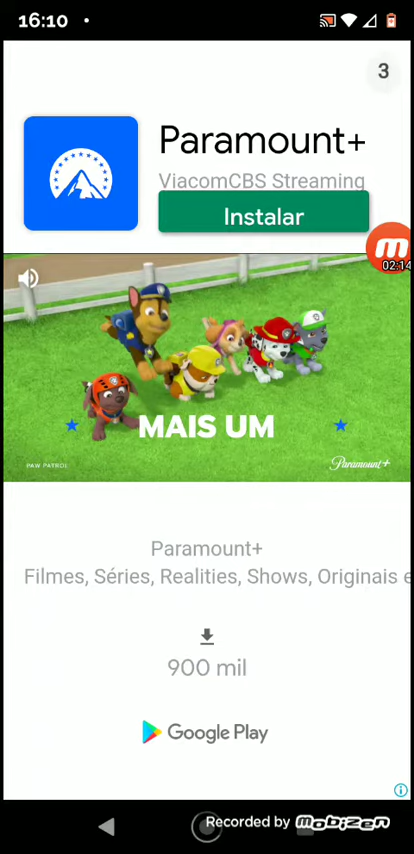 16:10
3
Paramount+
ViacomCBS Streaming
Instalar
02:14
MAIS UM
PAW PATROL
Paramount+
Paramount+
Filmes, Séries, Realities, Shows, Originais e
900 mil
Google Play
Recorded by mobizen